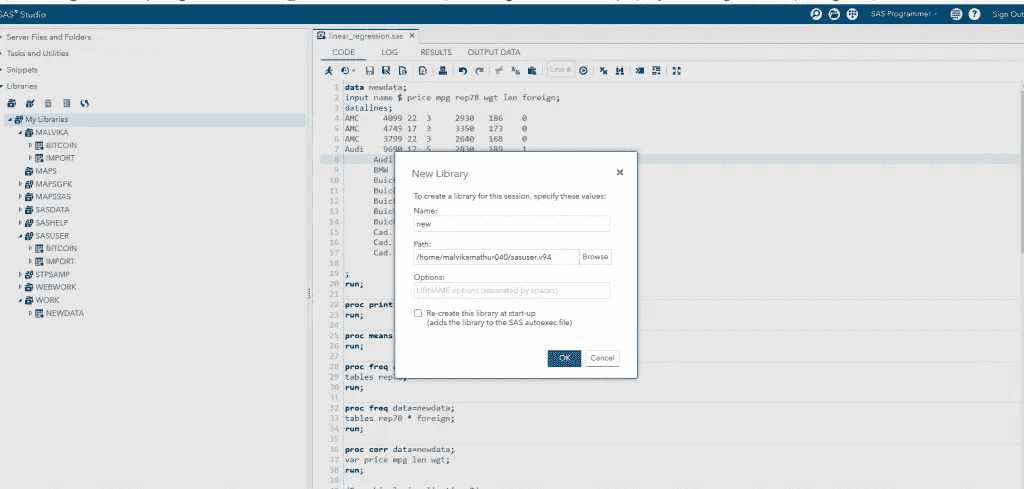 SAS® Studio
SAS Programmer
Sign Out
Server Files and Folders
Tasks and Utilities
Snippets
Libraries
My Libraries
MALVIKA
BITCOIN
IMPORT
MAPS
MAPSGFK
MAPSSAS
SASDATA
SASHELP
SASUSER
BITCOIN
IMPORT
STPSAMP
WEBWORK
WORK
NEWDATA
linear_regression.sas
CODE LOG RESULTS OUTPUT DATA
Line #
1 data newdata;
2 input name $ price mpg rep78 wgt len foreign;
3 datalines;
4 AMC 4099 22 3 2930 186 0
5 AMC 4749 17 3 3350 173 0
6 AMC 3799 22 3 2640 168 0
7 Audi 9690 17 5 2830 189 1
8 Audi
9 BMW
10 Buic
11 Buic
12 Buic
13 Buic
14 Buic
15 Cad.
16 Cad.
17 Cad.
18
19 ;
20 run;
21
22 proc print
23 run;
24
25 proc means
26 run;
27
28 proc freq
29 tables
30 run;
31
32 proc freq data=newdata;
33 tables rep78 * foreign;
34 run;
35
36 proc corr data=newdata;
37 var price mpg len wgt;
38 run;
39
New Library
To create a library for this session, specify these values:
Name:
new
Path:
/home/malvikamathur040/sasuser.v94
Browse
Options:
LIBNAME options (separated by spaces)
Re-create this library at start-up
(adds the library to the SAS autoexec file)
OK Cancel